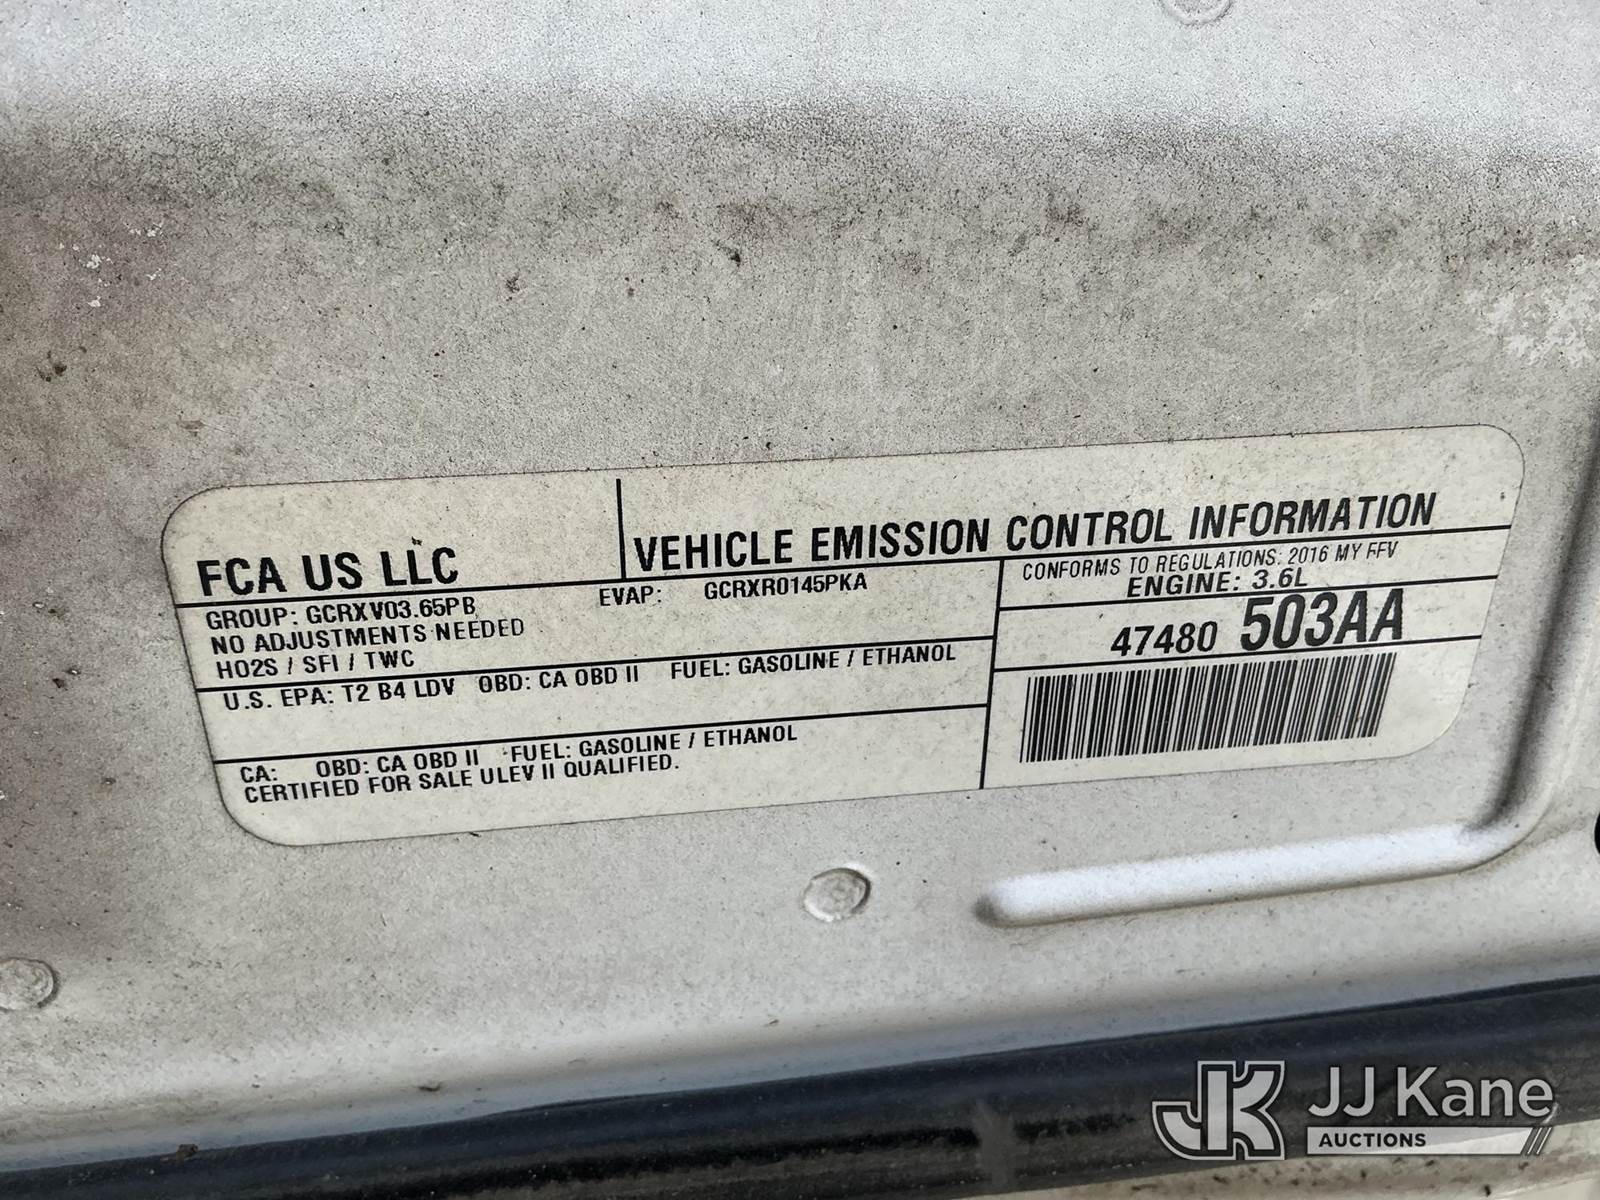 FCA US LLC
VEHICLE EMISSION CONTROL INFORMATION
GROUP: GCRXV03.65PB EVAP: GCRXR0145PKA
NO ADJUSTMENTS NEEDED
HO2S / SFI / TWC
U.S. EPA: T2 B4 LDV OBD: CA OBD II FUEL: GASOLINE / ETHANOL
CA: OBD: CA OBD II FUEL: GASOLINE / ETHANOL
CERTIFIED FOR SALE ULEV II QUALIFIED.
CONFORMS TO REGULATIONS: 2016 MY FFV
ENGINE: 3.6L
47480 503AA
JK JJ Kane
AUCTIONS